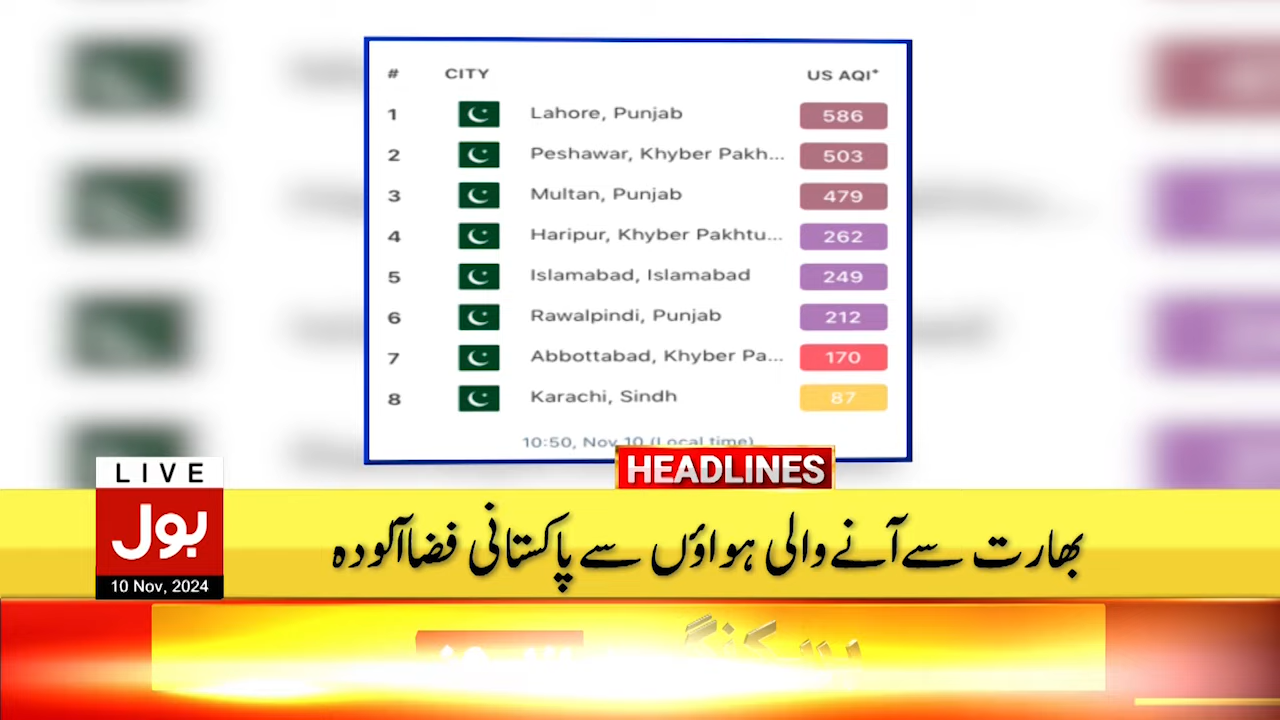 # CITY US AQI*
1 Lahore, Punjab 586
2 Peshawar, Khyber Pakh... 503
3 Multan, Punjab 479
4 Haripur, Khyber Pakhtu... 262
5 Islamabad, Islamabad 249
6 Rawalpindi, Punjab 212
7 Abbottabad, Khyber Pa... 170
8 Karachi, Sindh 87
10:50, Nov 10 (Local time)
HEADLINES
LIVE
بول
10 Nov, 2024
بھارت سے آنے والی ہواؤں سے پاکستانی فضا آلودہ